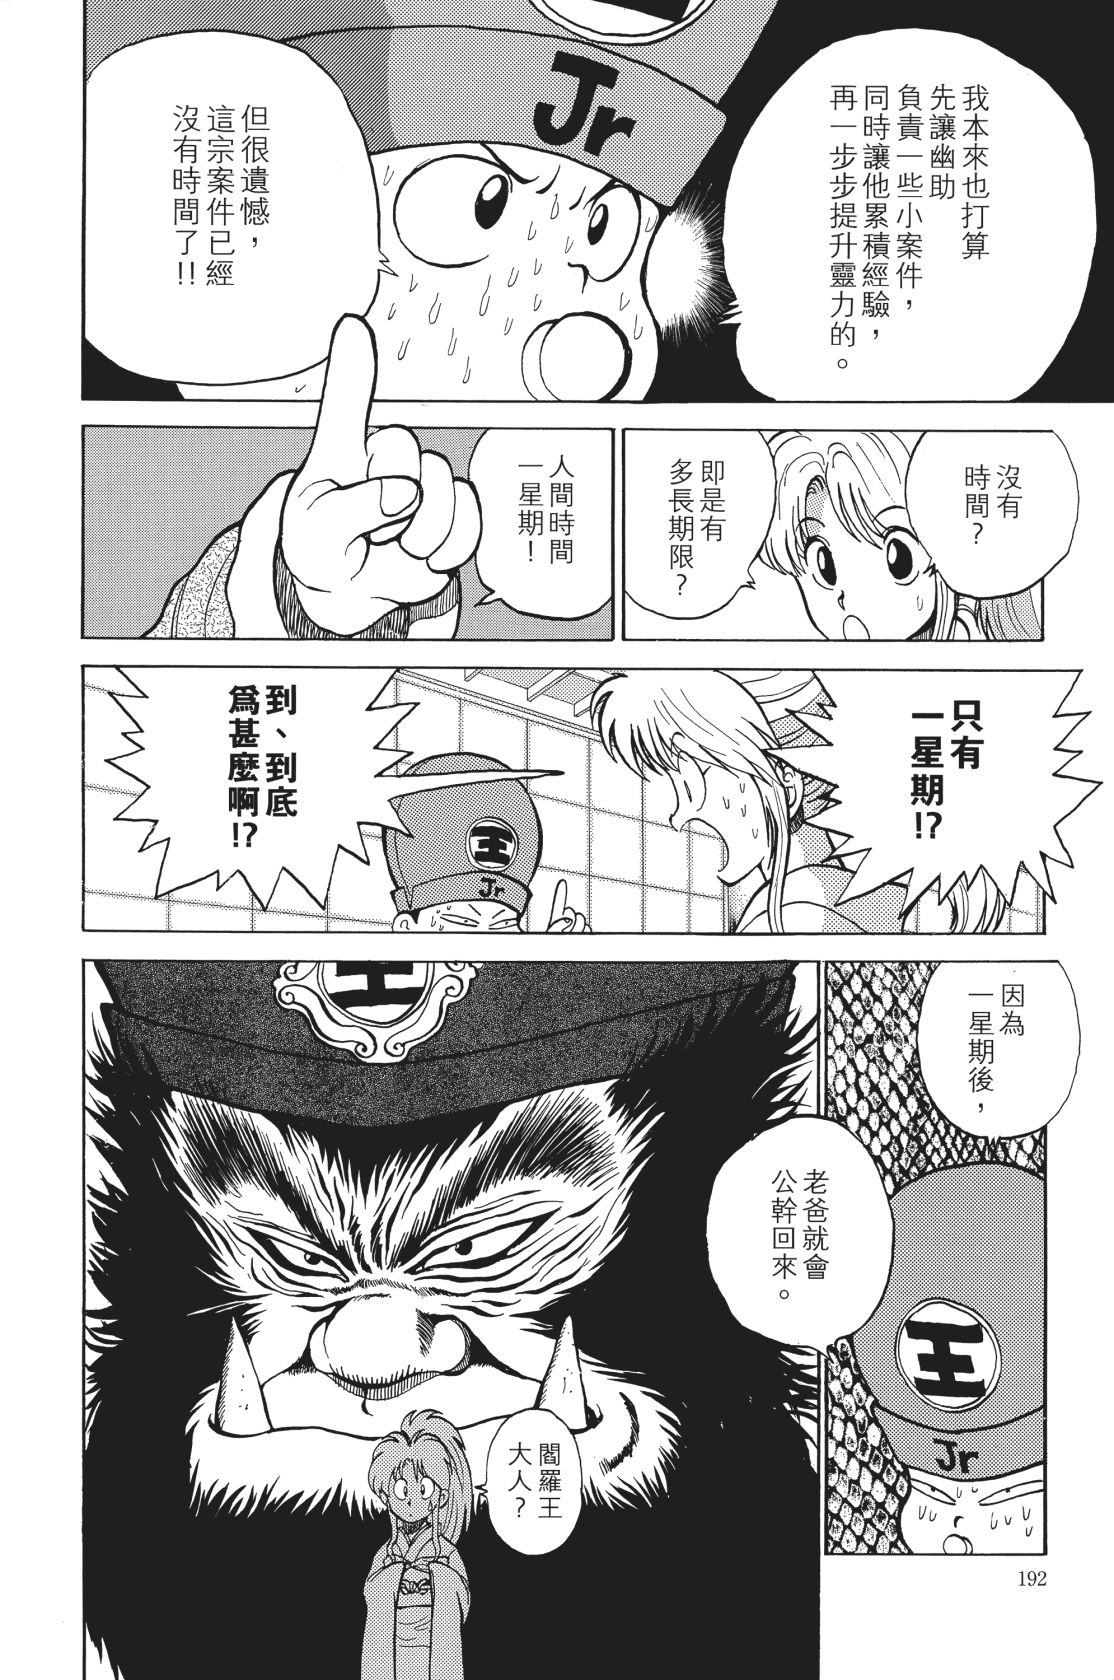 我本來也打算
先讓幽助
負責一些小案件，
同時讓他累積經驗，
再一步步提升靈力的。
但很遺憾，
這宗案件已經
沒有時間了!!
王
Jr
沒有
時間？
即是有
多長期限？
人間時間
一星期！
只有
一星期!?
到、到底
爲甚麼啊!?
王
Jr
因為
一星期後，
老爸就會
公幹回來。
王
Jr
王
閻羅王
大人？
192